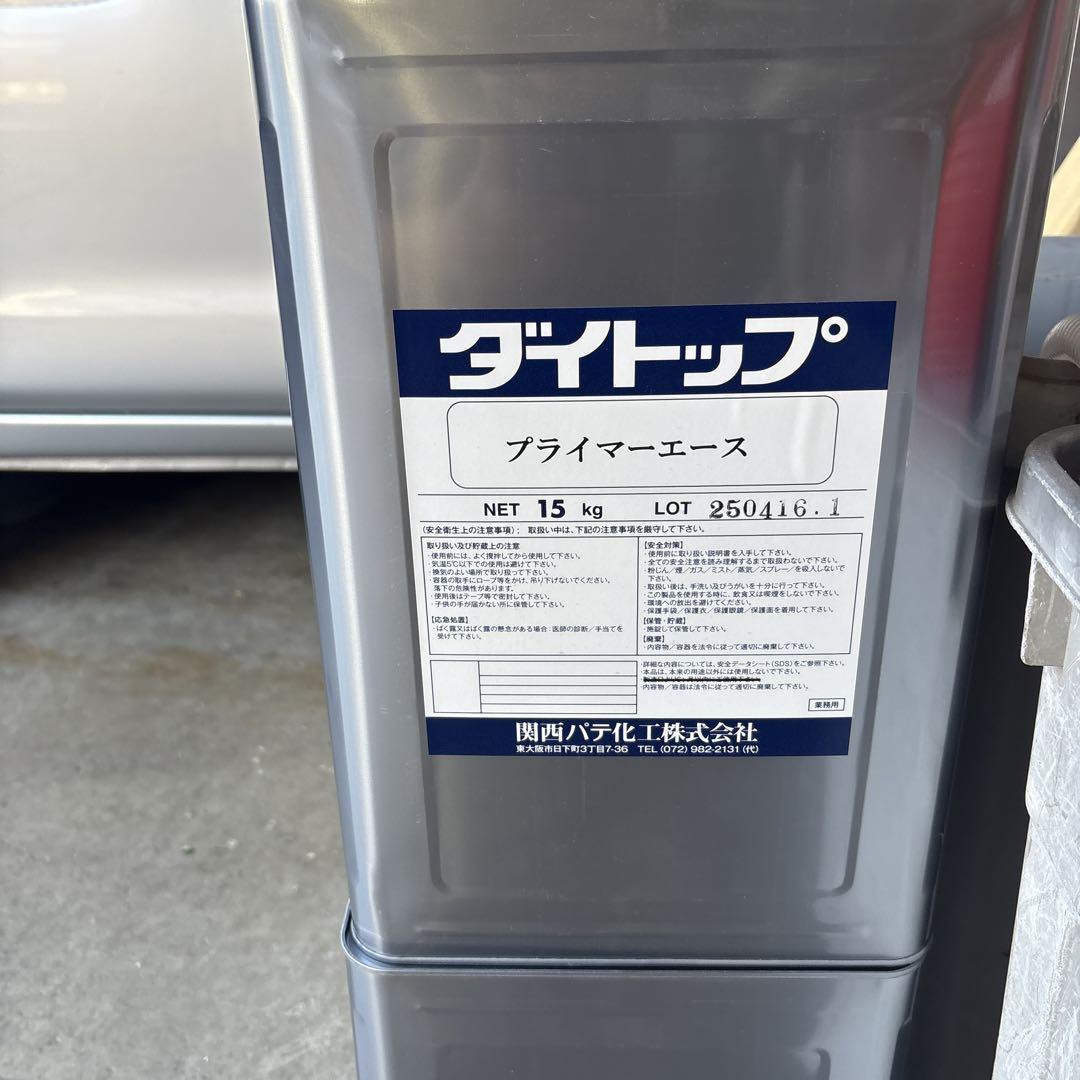 ダイトップ
プライマーエース
NET 15 kg LOT 250416.1
(安全衛生上の注意事項); 取扱い中は、下記の注意事項を厳守して下さい。
取り扱い及び貯蔵上の注意
・使用前には、よく撹拌してから使用して下さい。
・気温5℃以下での使用は避けて下さい。
・換気のよい場所で取り扱って下さい。
・容器の取手にロープ等をかけ、吊り下げないでください。
落下の危険性があります。
・使用後はテープ等で密封して下さい。
・子供の手が届かない所に保管して下さい。
【応急処置】
・ばく露又はばく露の懸念がある場合:医師の診断/手当てを
受けて下さい。
【安全対策】
・使用前に取り扱い説明書を入手して下さい。
・全ての安全注意を読み理解するまで取扱わないで下さい。
・粉じん/煙/ガス/ミスト/蒸気/スプレー/を吸入しないで
下さい。
・取扱い後は、手洗い及びうがいを十分に行って下さい。
・この製品を使用する時に、飲食又は喫煙をしないで下さい。
・環境への放出を避けてください。
・保護手袋/保護衣/保護眼鏡/保護面を着用して下さい。
【保管・貯蔵】
・施錠して保管して下さい。
【廃棄】
・内容物/容器を法令に従って適切に廃棄して下さい。
・詳細な内容については、安全データシート(SDS)をご参照下さい。
・本品は、本来の用途以外には使用しないで下さい。
・内容物/容器は法令に従って適切に廃棄して下さい。
業務用
関西パテ化工株式会社
東大阪市日下町3丁目7-36 TEL (072) 982-2131 (代)